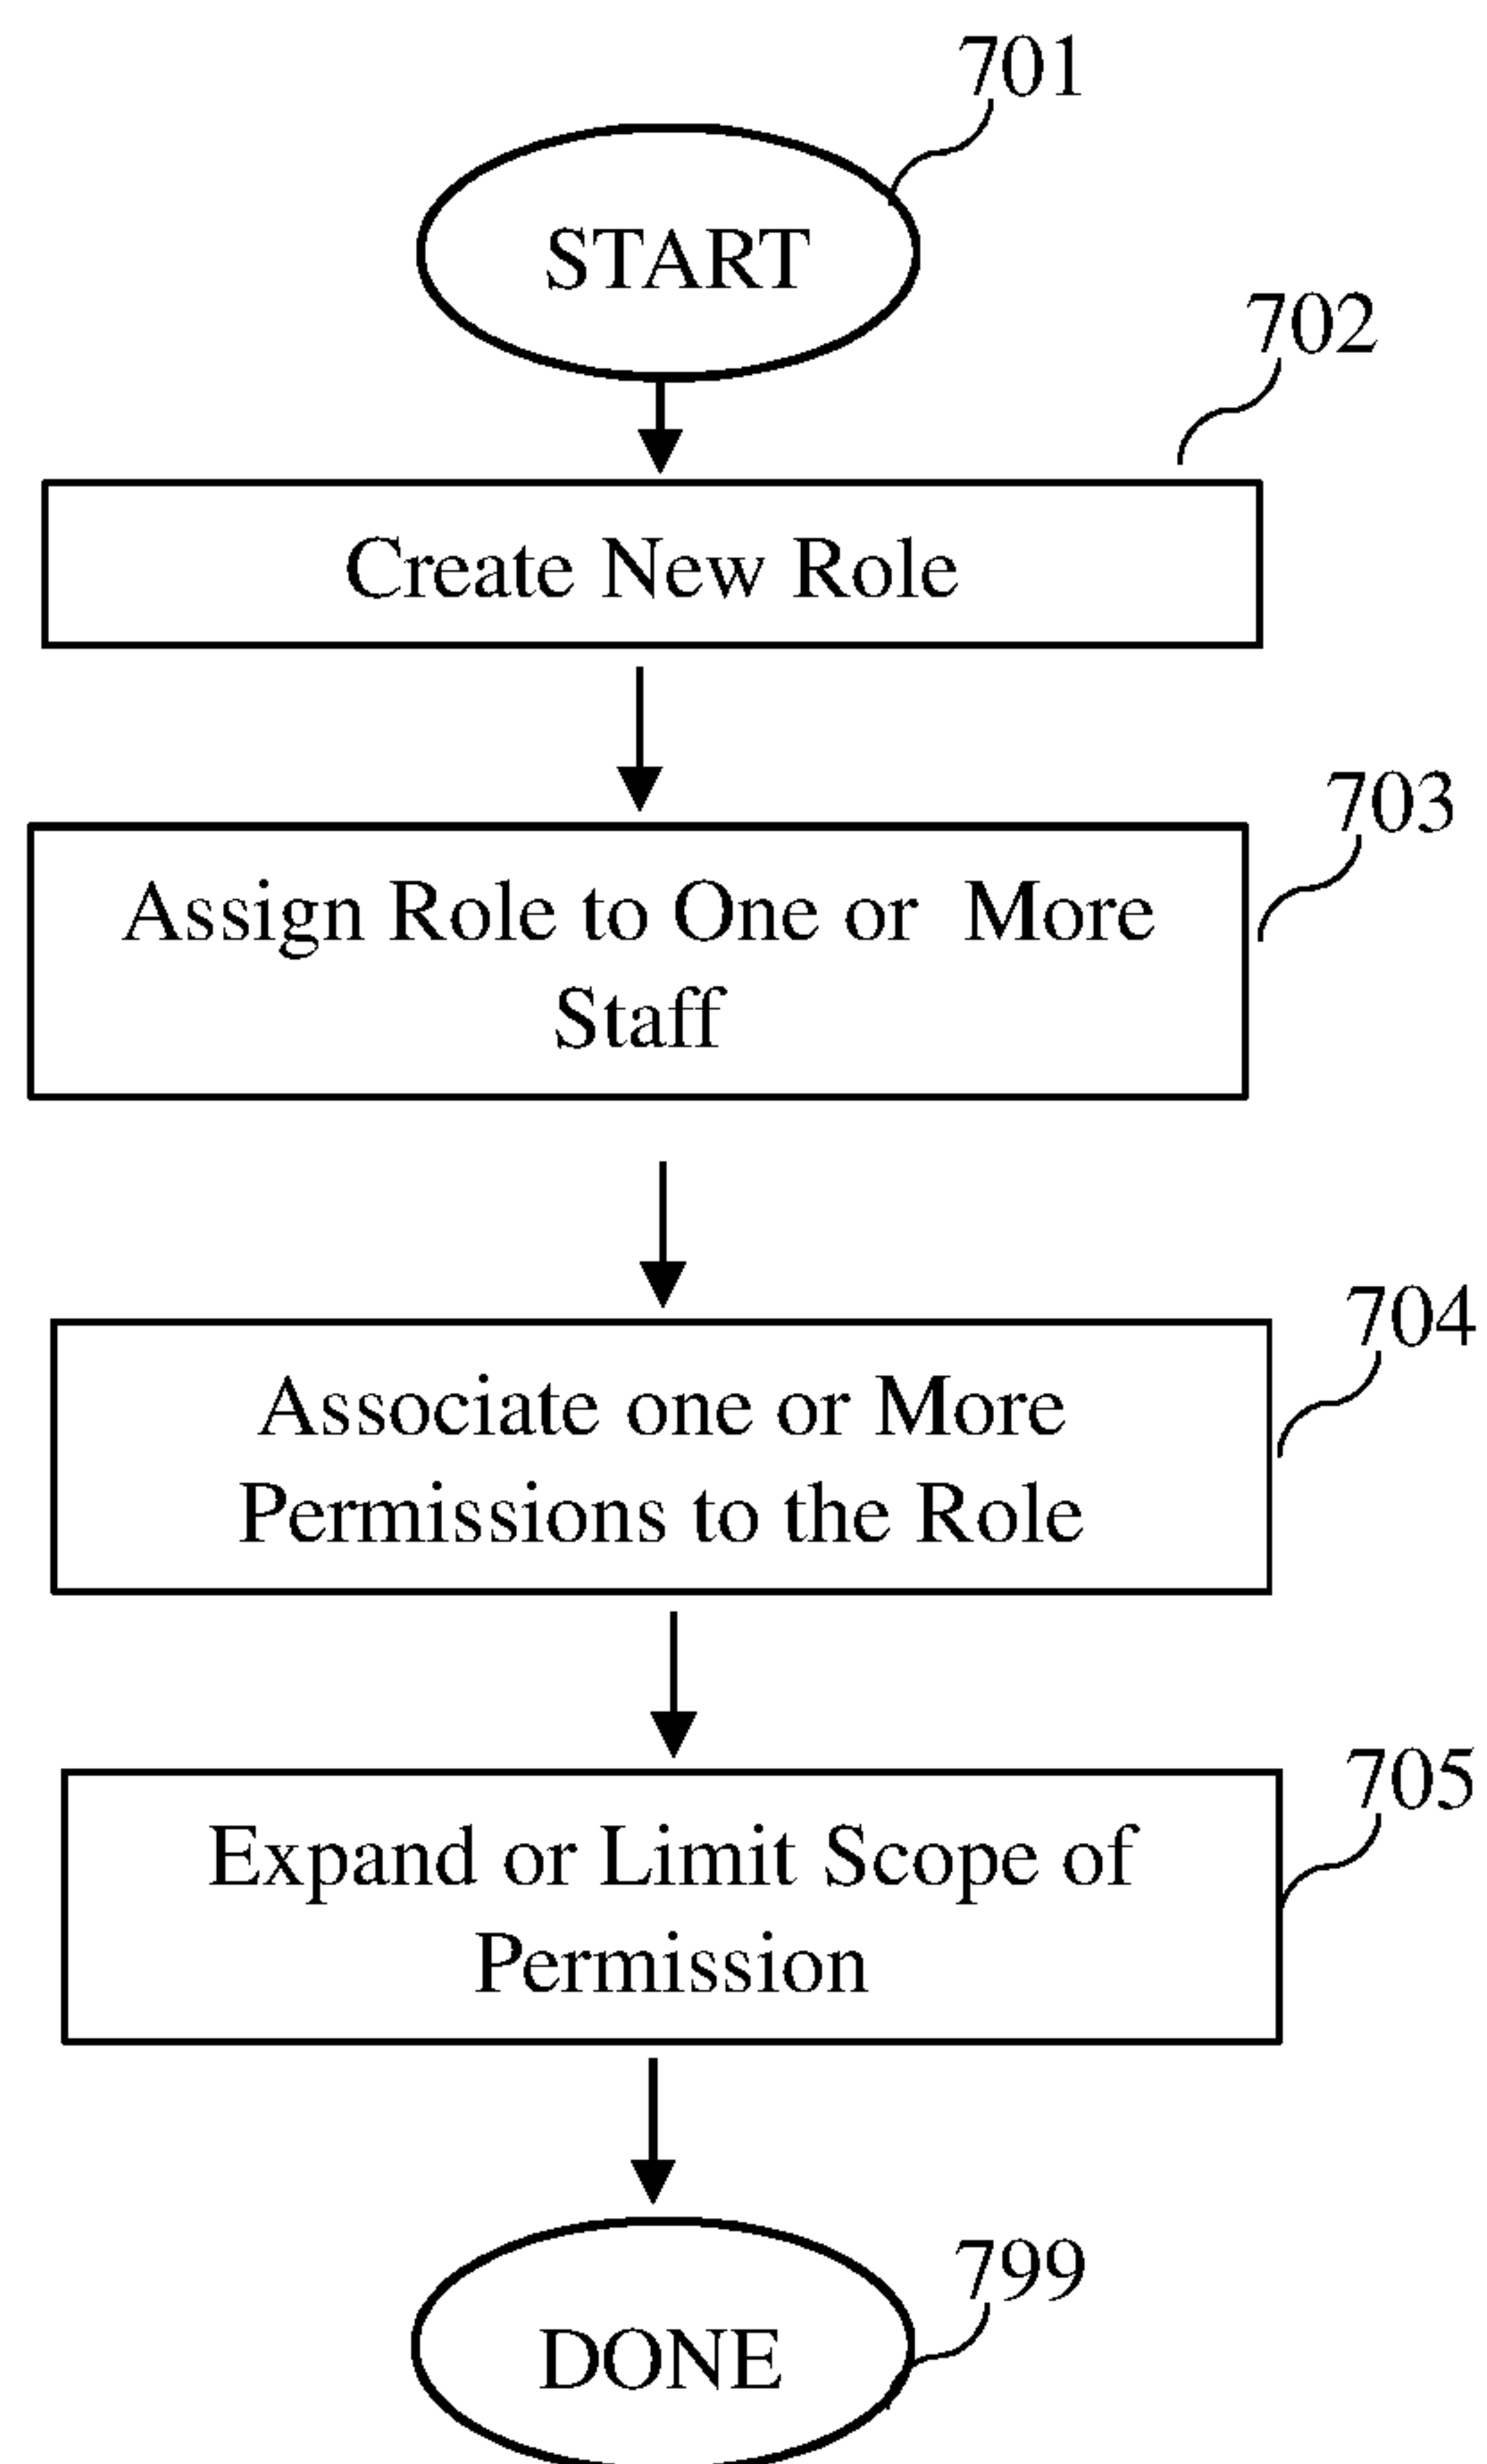 701
START
702
Create New Role
703
Assign Role to One or More
Staff
704
Associate one or More
Permissions to the Role
705
Expand or Limit Scope of
Permission
799
DONE